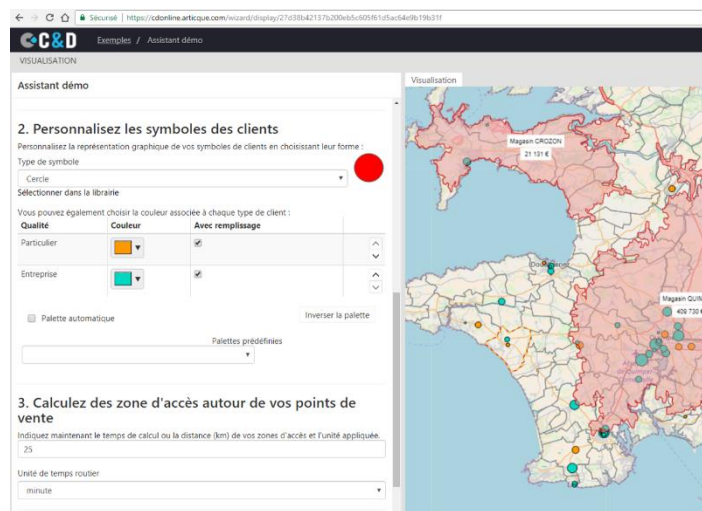 Sécurisé | https://cdonline.articque.com/wizard/display/27d38b42137b200eb5c605f61d5ac64e9b19b31f
C&D Exemples / Assistant démo
VISUALISATION
Assistant démo
2. Personnalisez les symboles des clients
Personnalisez la représentation graphique de vos symboles de clients en choisissant leur forme :
Type de symbole
Cercle
Sélectionner dans la librairie
Vous pouvez également choisir la couleur associée à chaque type de client :
Qualité Couleur Avec remplissage
Particulier
Entreprise
Palette automatique
Inverser la palette
Palettes prédéfinies
3. Calculez des zone d'accès autour de vos points de
vente
Indiquez maintenant le temps de calcul ou la distance (km) de vos zones d'accès et l'unité appliquée.
25
Unité de temps routier
minute
Visualisation
Magasin CROZON
21 131 €
Magasin QUIM
409 730 €